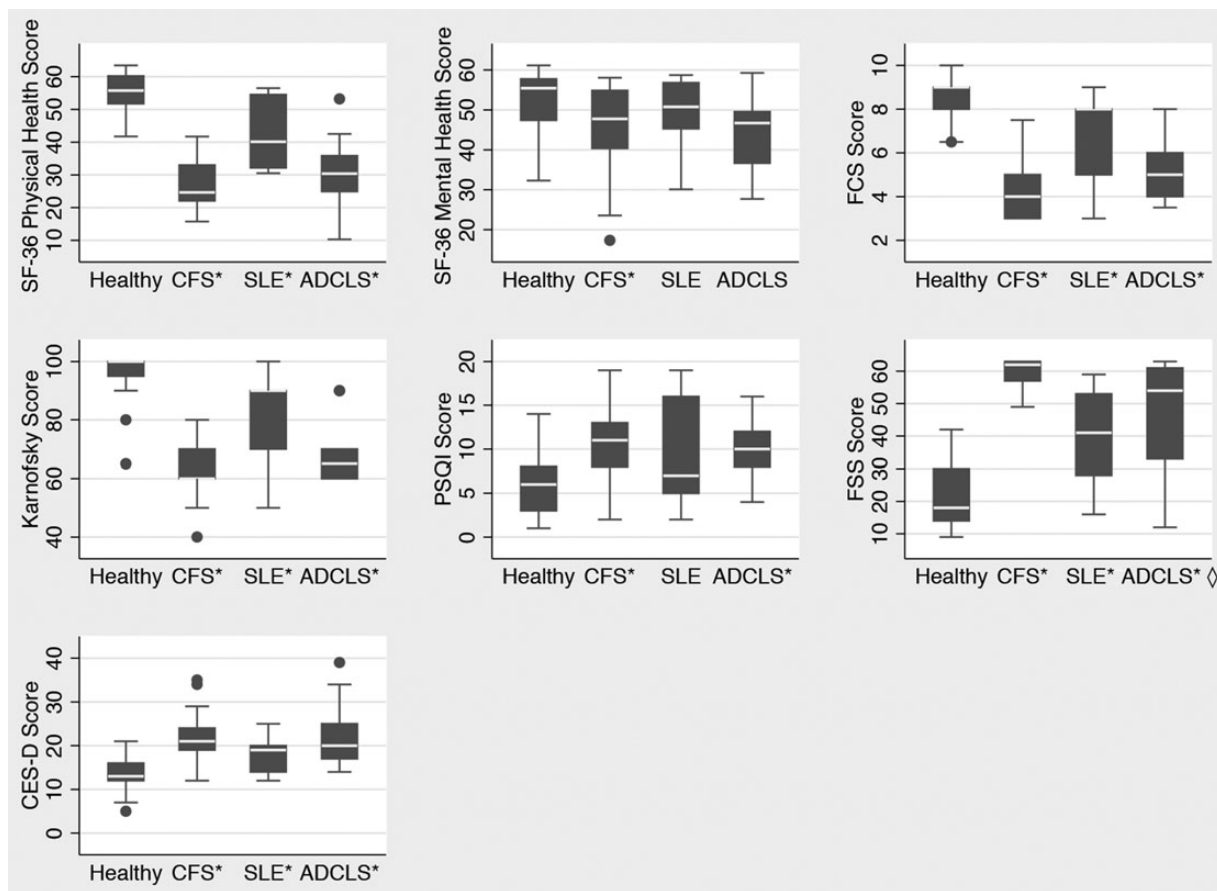 SF-36 Physical Health Score
60
50
40
30
20
10
Healthy CFS* SLE* ADCLS*
SF-36 Mental Health Score
60
50
40
30
20
Healthy CFS* SLE ADCLS
FCS Score
10
8
6
4
2
Healthy CFS* SLE* ADCLS*
Karnofsky Score
100
80
60
40
Healthy CFS* SLE* ADCLS*
PSQI Score
20
15
10
5
0
Healthy CFS* SLE ADCLS*
FSS Score
60
50
40
30
20
10
Healthy CFS* SLE* ADCLS* ◊
CES-D Score
40
30
20
10
0
Healthy CFS* SLE* ADCLS*